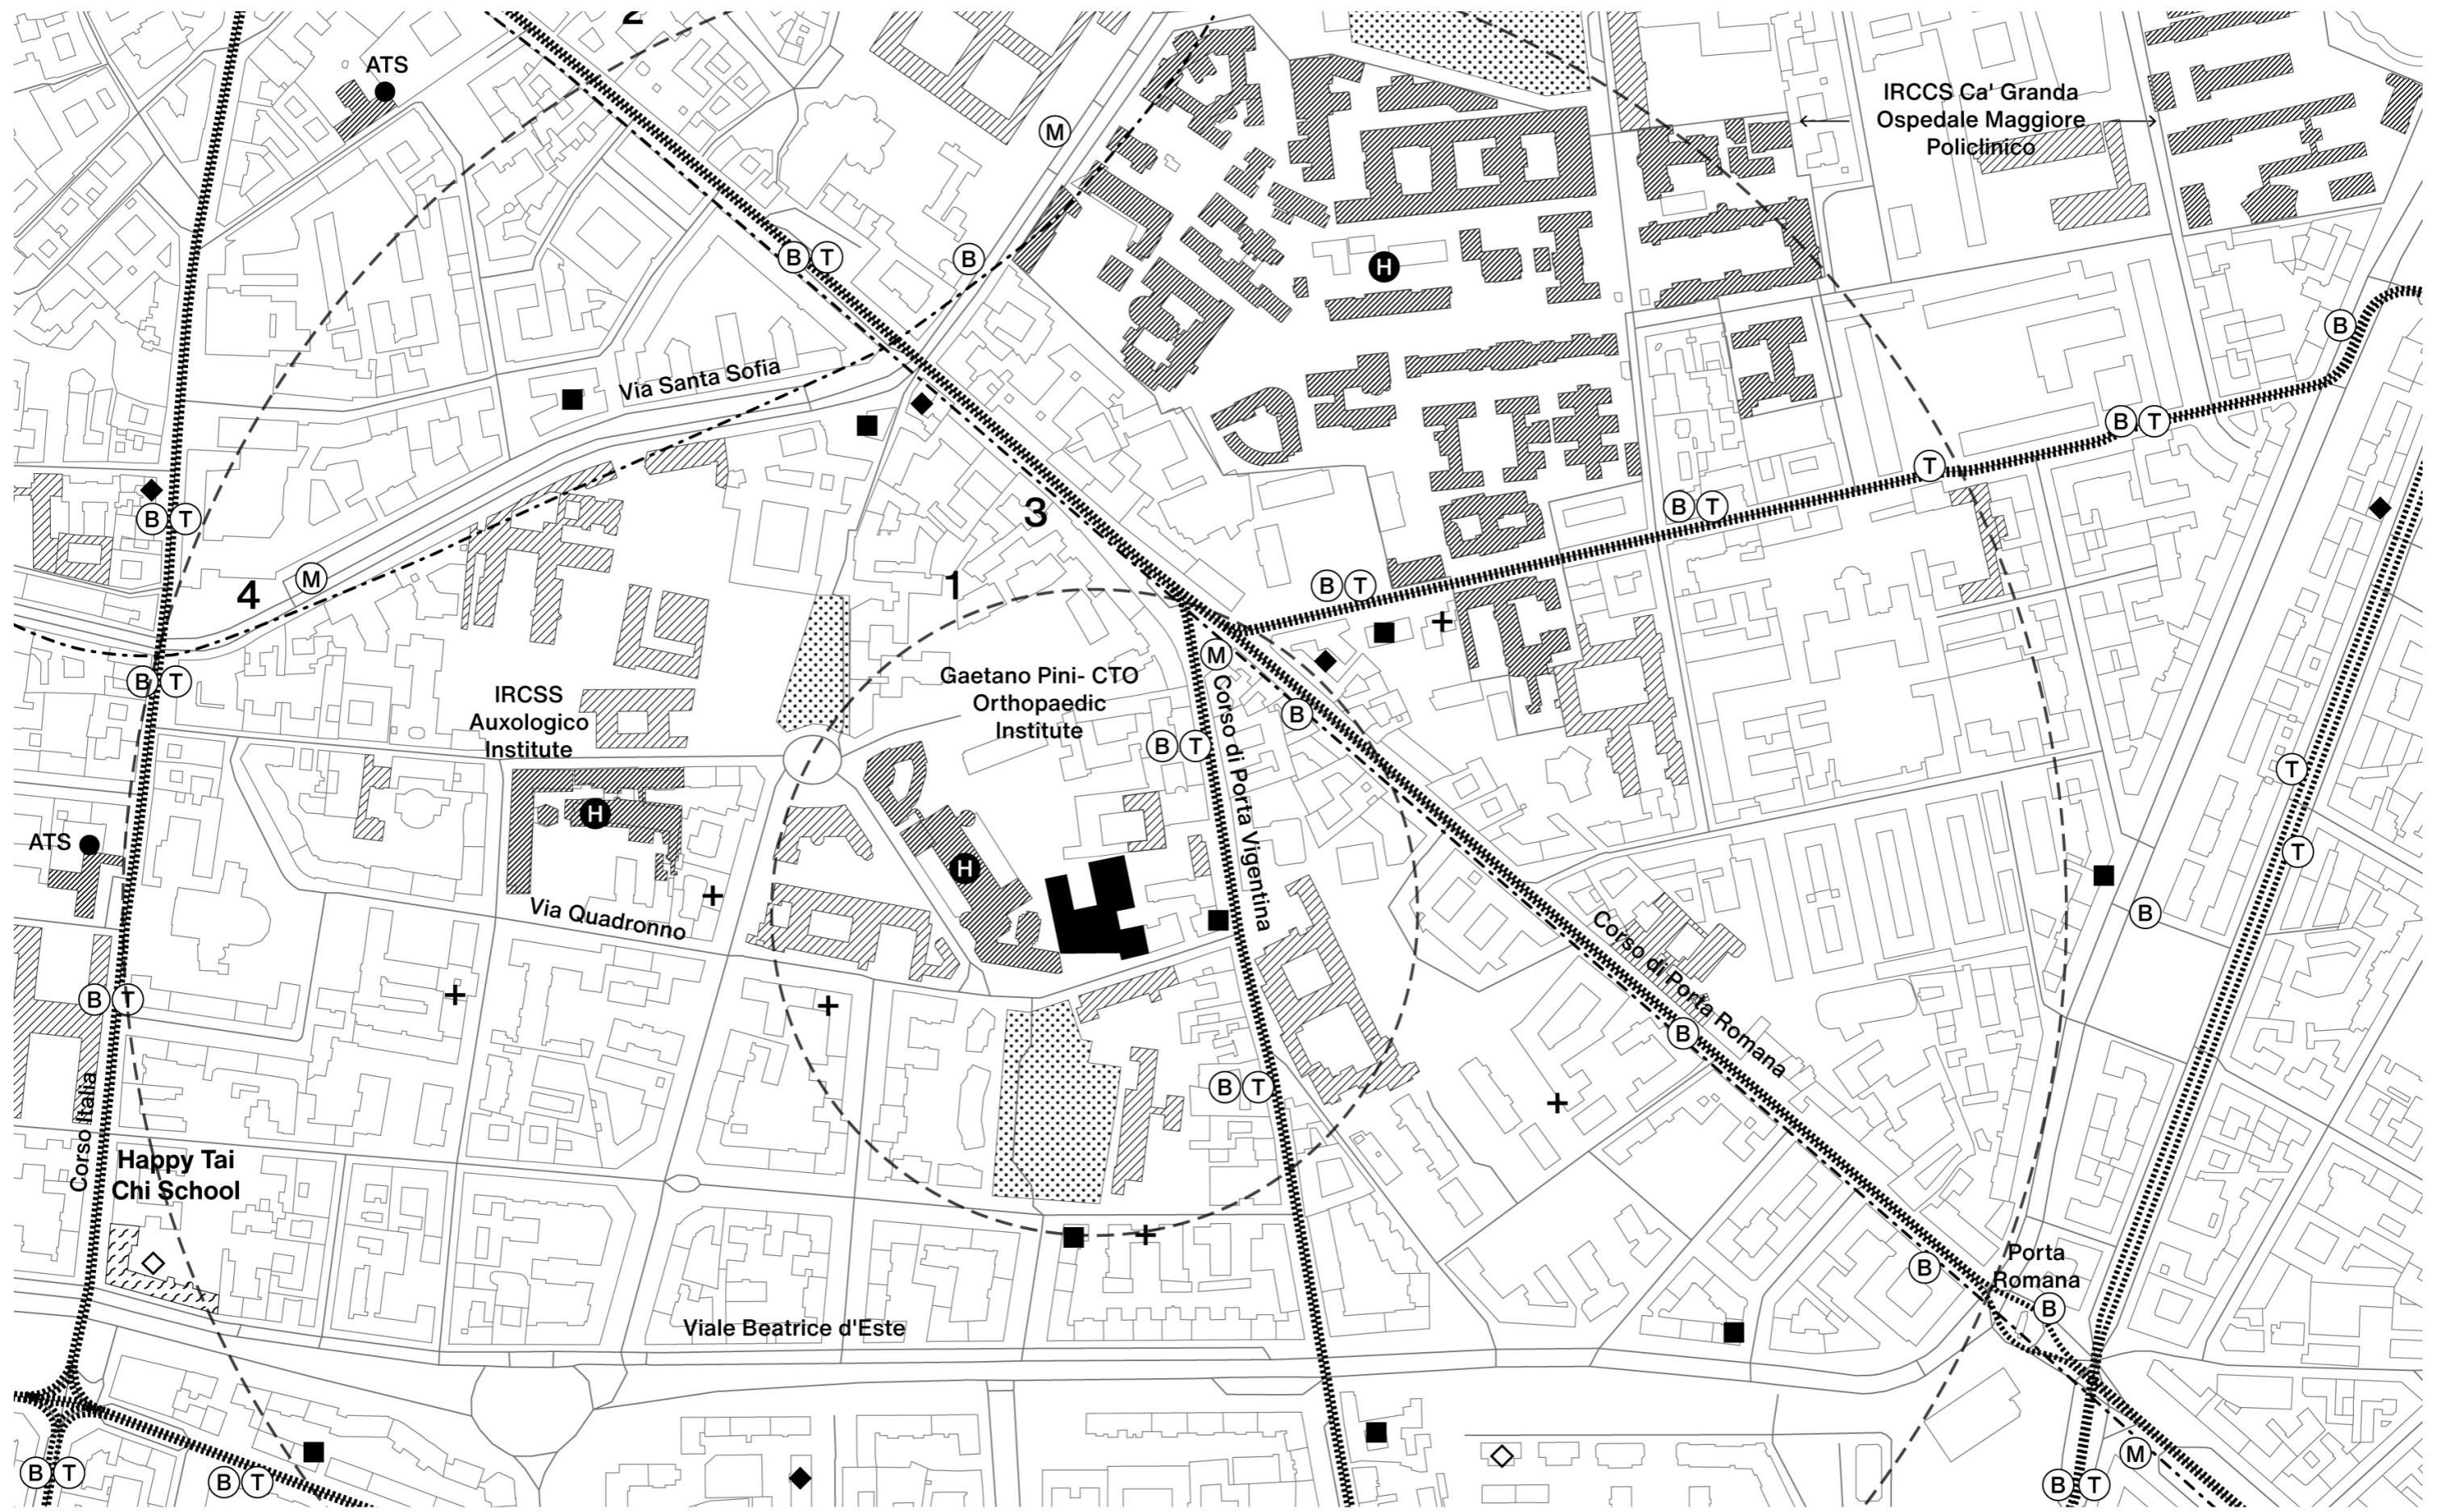 2
ATS
M
IRCCS Ca' Granda
Ospedale Maggiore
Policlinico
B T
B
H
B
Via Santa Sofia
B T
T
B T
B T
3
4
M
1
B T
M
B T
IRCSS
Auxologico
Institute
Gaetano Pini- CTO
Orthopaedic
Institute
B
B T
Corso di Porta Vigentina
T
H
ATS
T
H
Via Quadronno
B
Corso di Porta Romana
B T
B
B T
Corso Italia
Happy Tai
Chi School
Porta
Romana
B
B
Viale Beatrice d'Este
M
B T
B T
B T